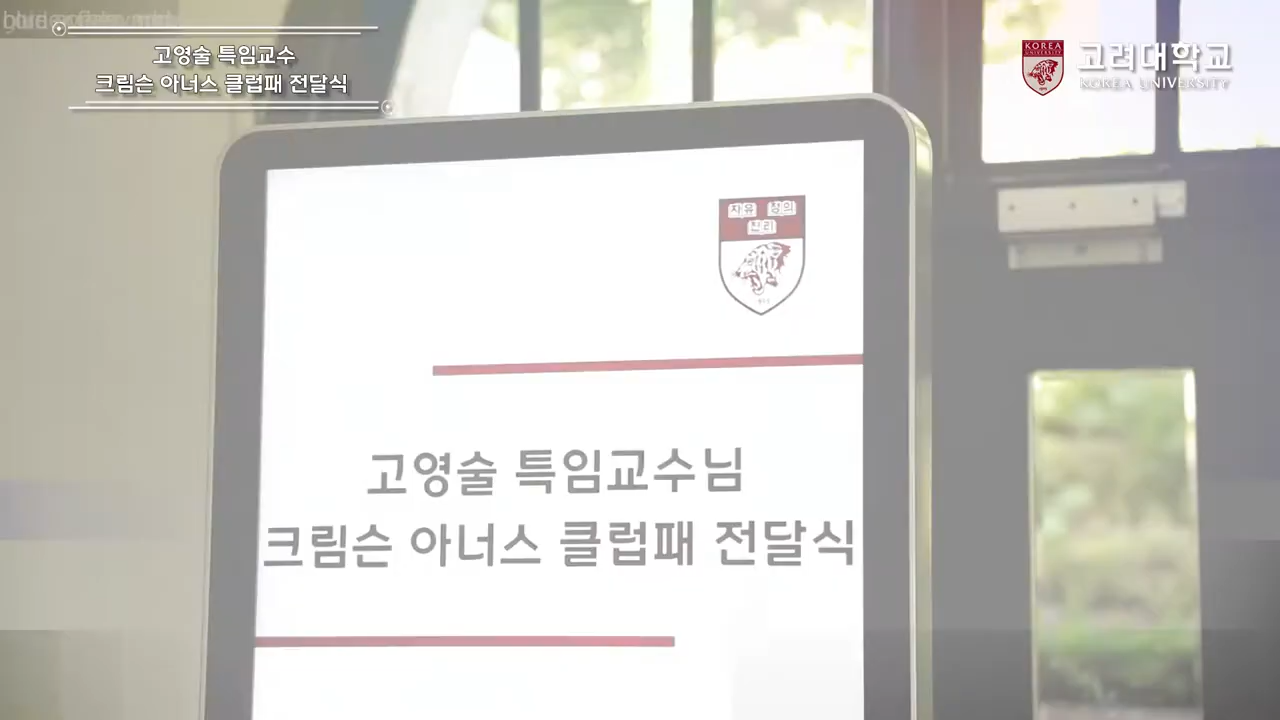 고영술 특임교수
크림슨 아너스 클럽패 전달식
KOREA
UNIVERSITY
고려대학교
KOREA UNIVERSITY
자유 창의
진리
고영술 특임교수님
크림슨 아너스 클럽패 전달식